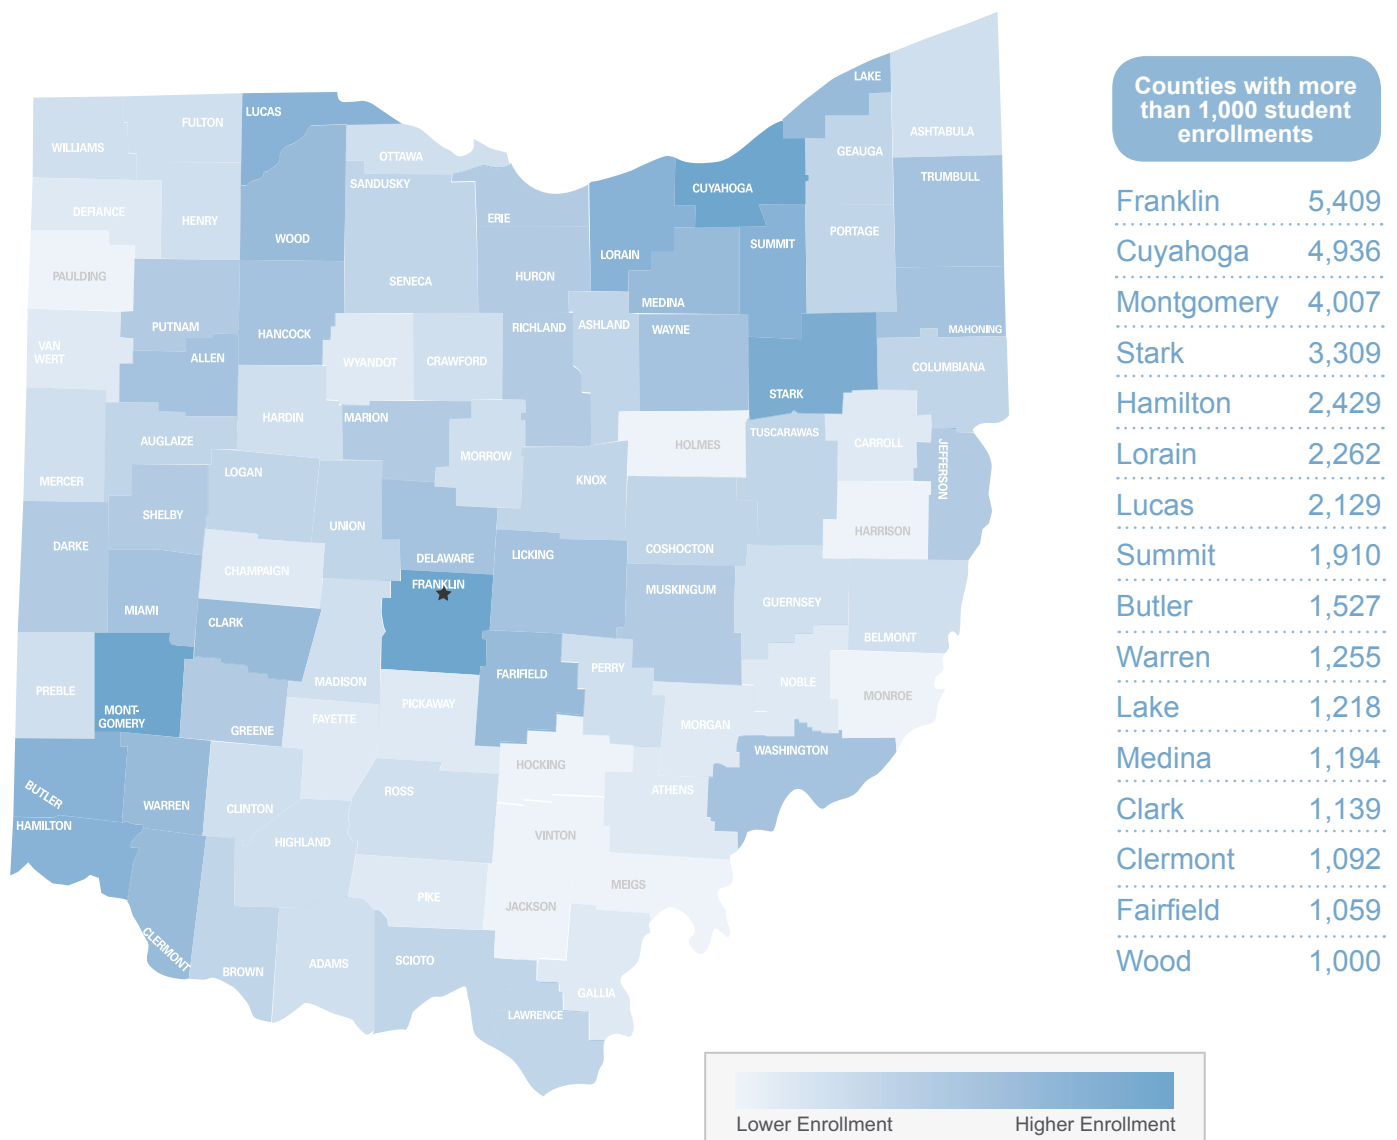 LAKE
LUCAS
FULTON
WILLIAMS
OTTAWA
ASHTABULA
GEAUGA
SANDUSKY
CUYAHOGA
TRUMBULL
DEFIANCE
HENRY
ERIE
WOOD
LORAIN
SUMMIT
PORTAGE
PAULDING
SENECA
HURON
MEDINA
PUTNAM
HANCOCK
RICHLAND
ASHLAND
WAYNE
MAHONING
VAN
WERT
ALLEN
WYANDOT
CRAWFORD
COLUMBIANA
STARK
HARDIN
MARION
AUGLAIZE
HOLMES
TUSCARAWAS
CARROLL
MERCER
LOGAN
MORROW
KNOX
JEFFERSON
SHELBY
UNION
HARRISON
DARKE
DELAWARE
LICKING
COSHOCTON
CHAMPAIGN
FRANKLIN
MUSKINGUM
GUERNSEY
MIAMI
CLARK
BELMONT
PREBLE
MADISON
FARIFIELD
PERRY
NOBLE
MONROE
MONT-
GOMERY
GREENE
FAYETTE
PICKAWAY
MORGAN
WASHINGTON
HOCKING
BUTLER
WARREN
CLINTON
ROSS
ATHENS
HAMILTON
HIGHLAND
VINTON
PIKE
MEIGS
JACKSON
CLERMONT
BROWN
ADAMS
SCIOTO
GALLIA
LAWRENCE
Counties with more
than 1,000 student
enrollments
Franklin 5,409
Cuyahoga 4,936
Montgomery 4,007
Stark 3,309
Hamilton 2,429
Lorain 2,262
Lucas 2,129
Summit 1,910
Butler 1,527
Warren 1,255
Lake 1,218
Medina 1,194
Clark 1,139
Clermont 1,092
Fairfield 1,059
Wood 1,000
Lower Enrollment Higher Enrollment